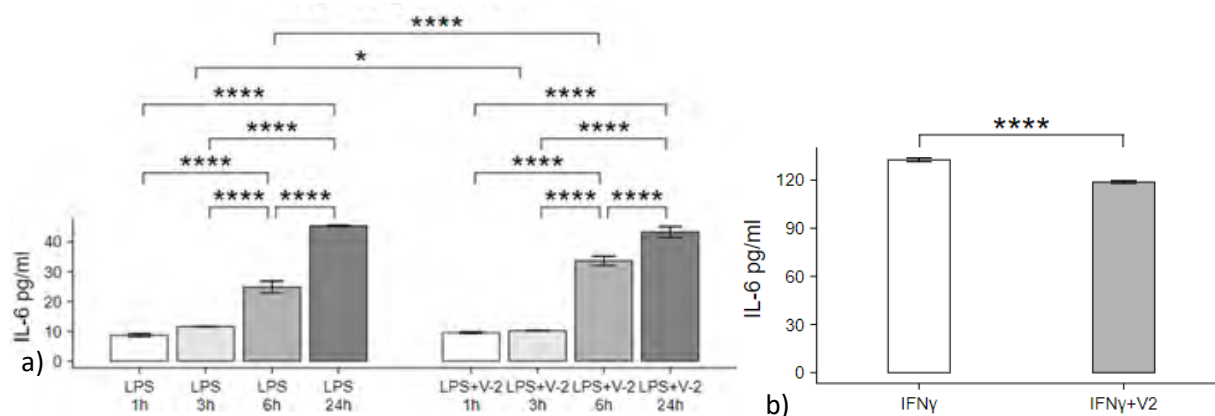 ****
*
**** ****
**** ****
**** ****
**** **** **** ****
IL-6 pg/ml
40
30
20
10
0
LPS 1h
LPS 3h
LPS 6h
LPS 24h
LPS+V-2 1h
LPS+V-2 3h
LPS+V-2 6h
LPS+V-2 24h
a)
****
IL-6 pg/ml
120
90
60
30
0
IFNγ
IFNγ+V2
b)